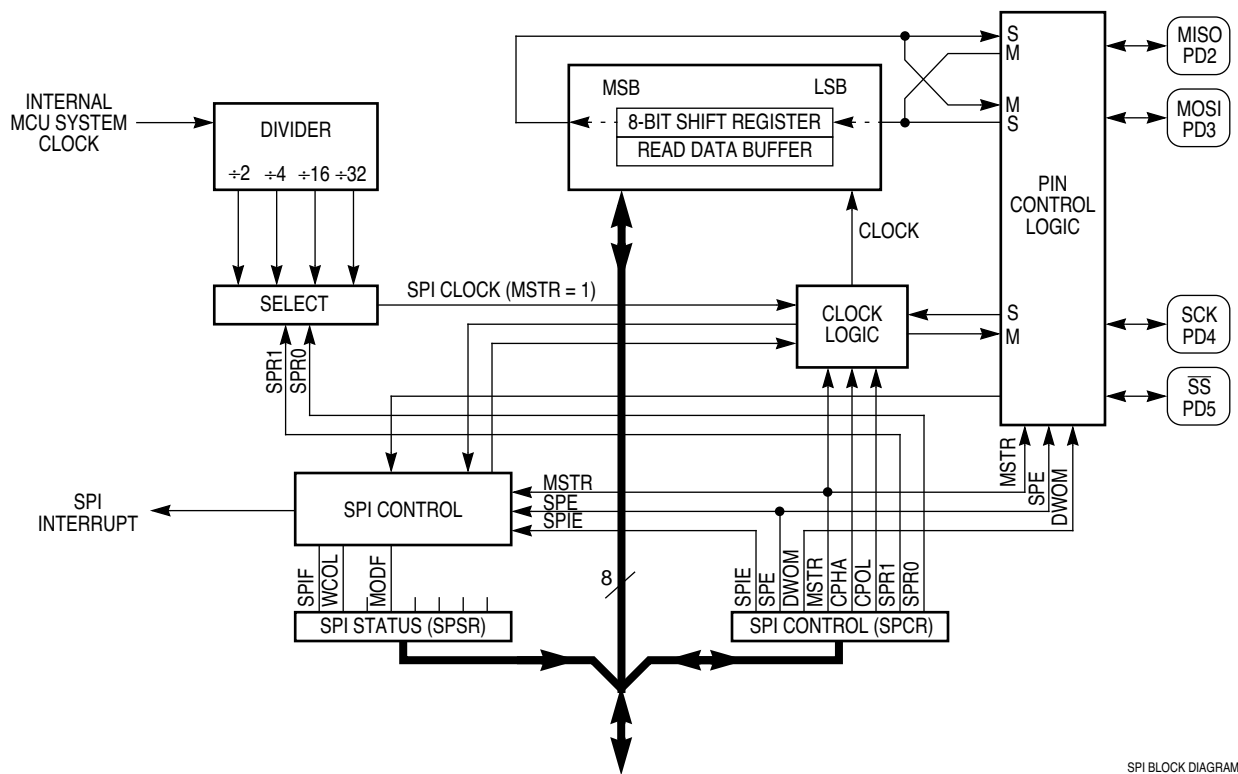 INTERNAL
MCU SYSTEM
CLOCK
DIVIDER
÷2 ÷4 ÷16 ÷32
SELECT
SPR1
SPR0
SPI CLOCK (MSTR = 1)
MSB LSB
8-BIT SHIFT REGISTER
READ DATA BUFFER
CLOCK
CLOCK
LOGIC
S
M
M
S
PIN
CONTROL
LOGIC
S
M
MISO
PD2
MOSI
PD3
SCK
PD4
SS
PD5
MSTR
SPE
DWOM
SPI
INTERRUPT
SPI CONTROL
MSTR
SPE
SPIE
SPIF
WCOL
MODF
SPI STATUS (SPSR)
8
SPIE
SPE
DWOM
MSTR
CPHA
CPOL
SPR1
SPR0
SPI CONTROL (SPCR)
SPI BLOCK DIAGRAM